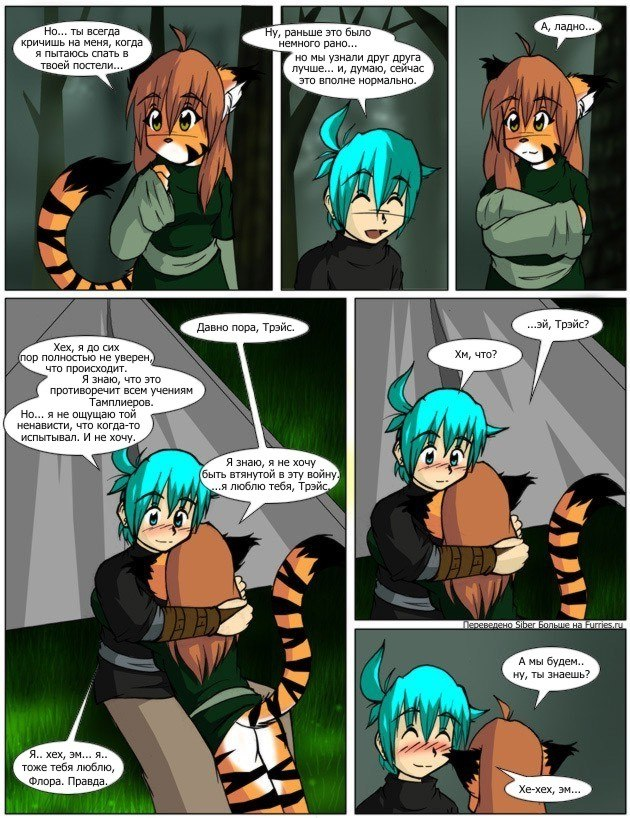 Но... ты всегда
кричишь на меня, когда
я пытаюсь спать в
твоей постели...
Ну, раньше это было
немного рано...
но мы узнали друг друга
лучше... и, думаю, сейчас
это вполне нормально.
А, ладно...
Хех, я до сих
пор полностью не уверен,
что происходит.
Я знаю, что это
противоречит всем учениям
Тамплиеров.
Но... я не ощущаю той
ненависти, что когда-то
испытывал. И не хочу.
Давно пора, Трэйс.
Я знаю, я не хочу
быть втянутой в эту войну.
...я люблю тебя, Трэйс.
Я.. хех, эм... я..
тоже тебя люблю,
Флора. Правда.
...эй, Трэйс?
Хм, что?
Переведено Siber Больше на Furries.ru
А мы будем..
ну, ты знаешь?
Хе-хех, эм...